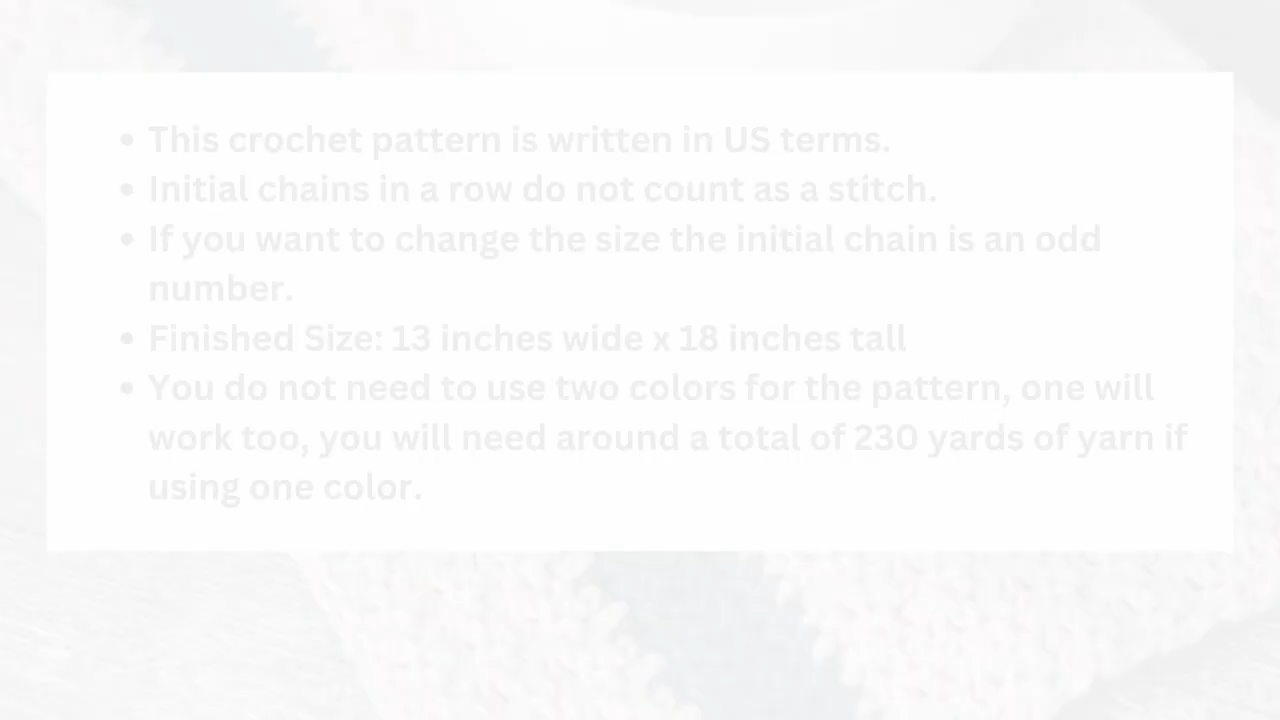 • This crochet pattern is written in US terms.
• Initial chains in a row do not count as a stitch.
• If you want to change the size the initial chain is an odd
number.
• Finished Size: 13 inches wide x 18 inches tall
• You do not need to use two colors for the pattern, one will
work too, you will need around a total of 230 yards of yarn if
using one color.